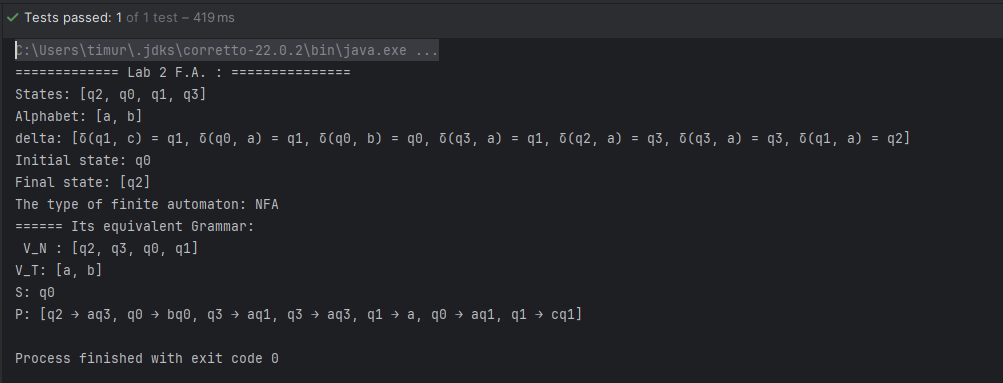 Tests passed: 1 of 1 test – 419 ms
C:\Users\timur\.jdks\corretto-22.0.2\bin\java.exe ...
============= Lab 2 F.A. : ===============
States: [q2, q0, q1, q3]
Alphabet: [a, b]
delta: [δ(q1, c) = q1, δ(q0, a) = q1, δ(q0, b) = q0, δ(q3, a) = q1, δ(q2, a) = q3, δ(q3, a) = q3, δ(q1, a) = q2]
Initial state: q0
Final state: [q2]
The type of finite automaton: NFA
====== Its equivalent Grammar:
V_N : [q2, q3, q0, q1]
V_T: [a, b]
S: q0
P: [q2 → aq3, q0 → bq0, q3 → aq1, q3 → aq3, q1 → a, q0 → aq1, q1 → cq1]
Process finished with exit code 0